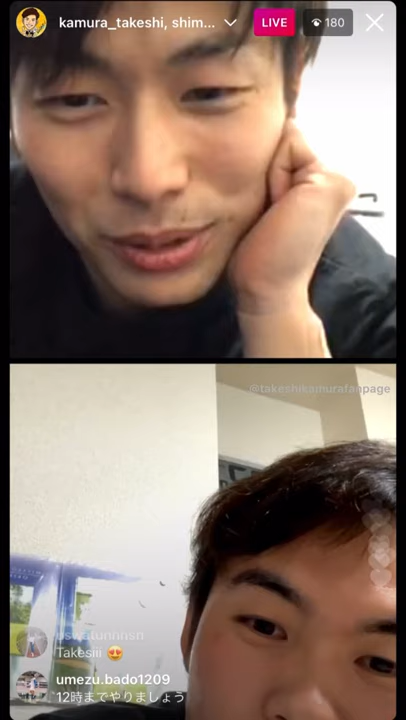 kamura_takeshi, shim...
LIVE
180
@takeshikamurafanpage
Takesiii 😍
umezu.bado1209
12時までやりましょう